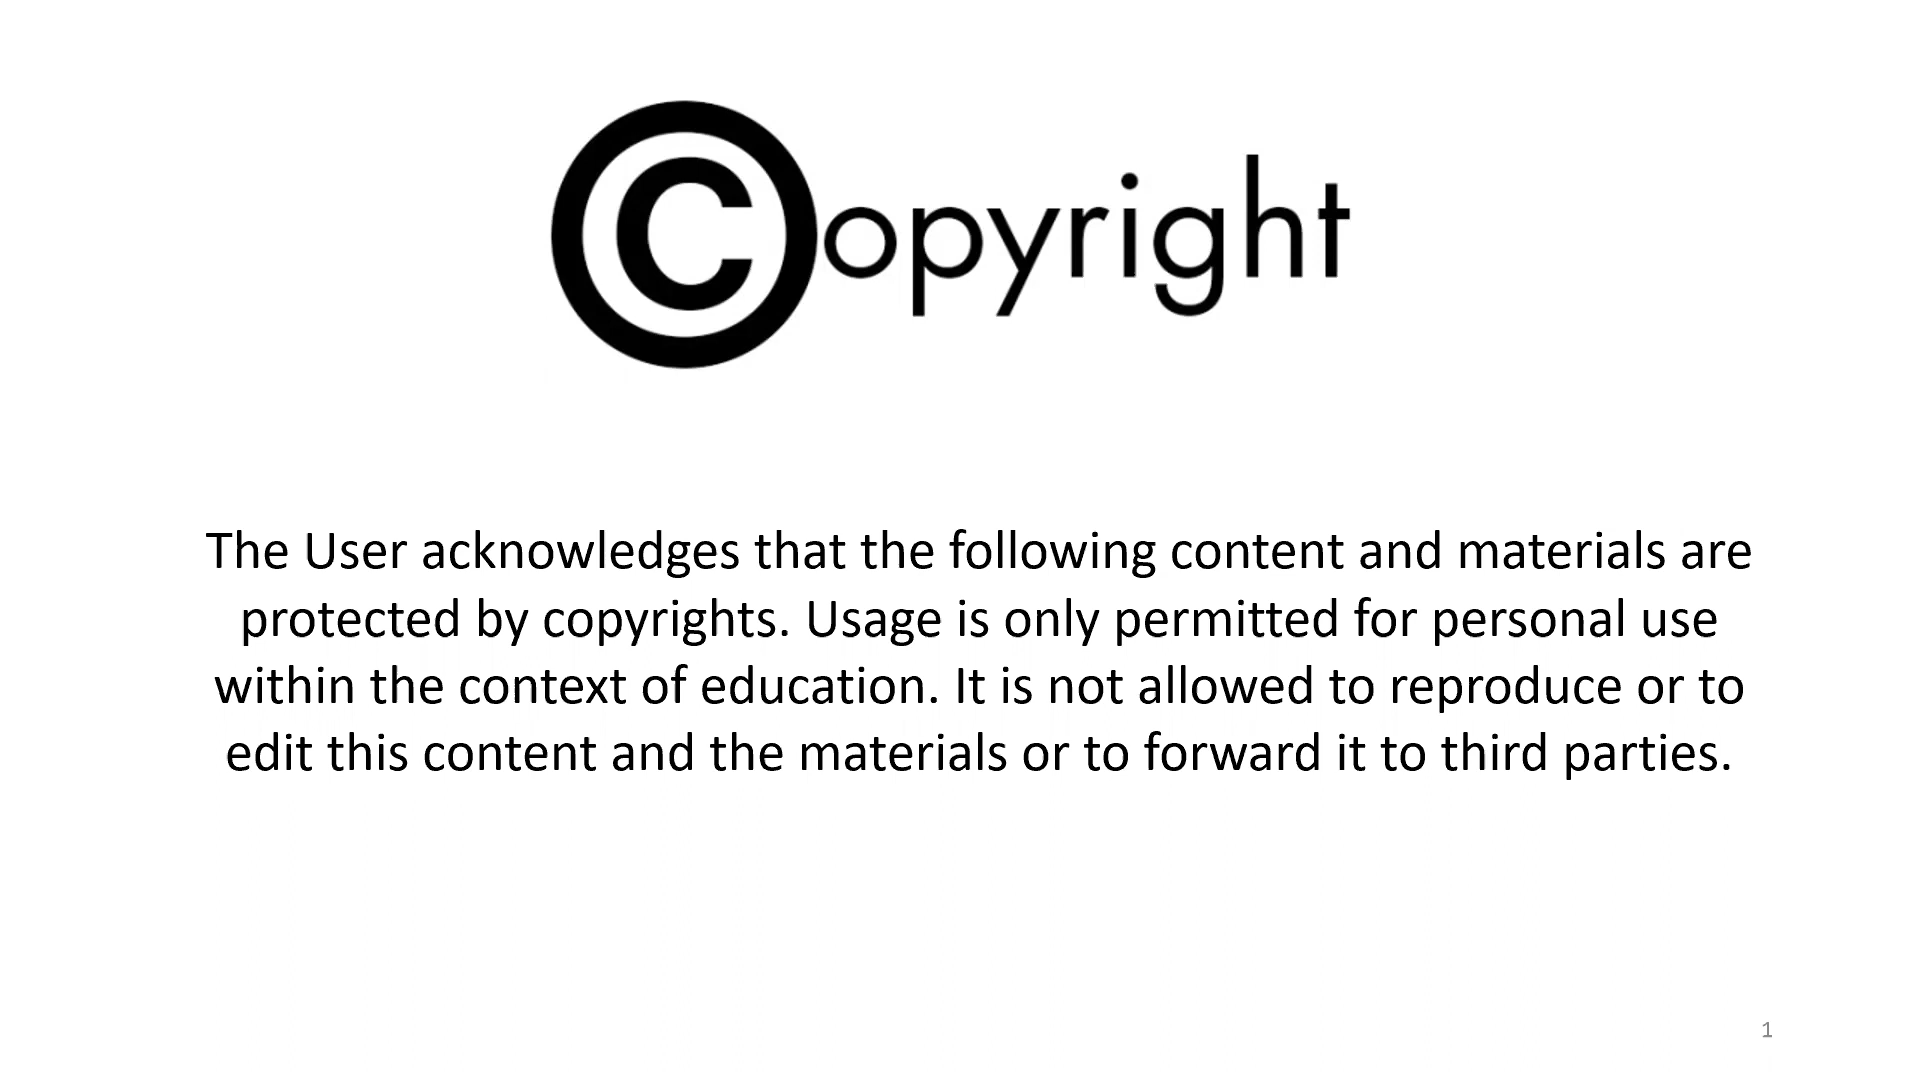 ©opyright
The User acknowledges that the following content and materials are
protected by copyrights. Usage is only permitted for personal use
within the context of education. It is not allowed to reproduce or to
edit this content and the materials or to forward it to third parties.
1